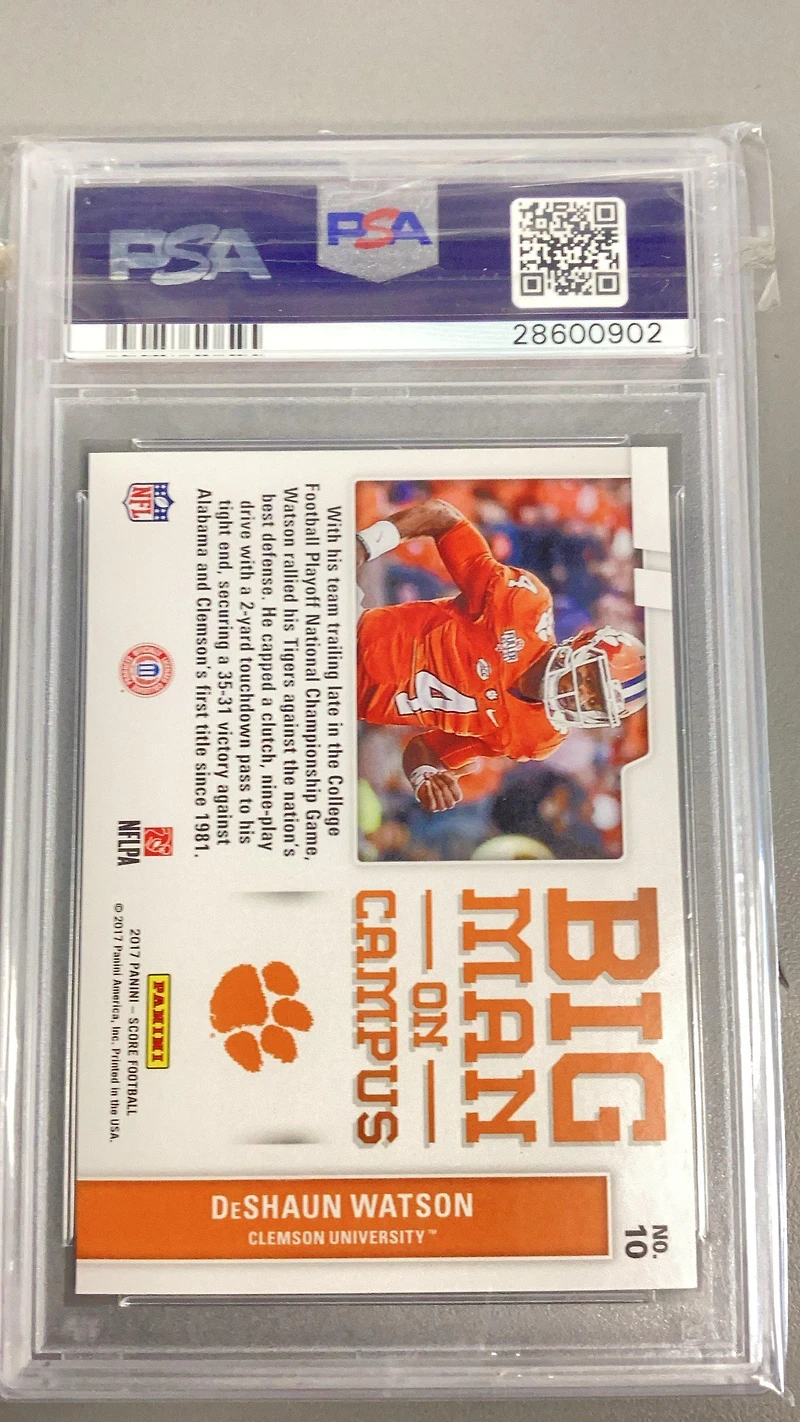 PSA
PSA
28600902
BIG
MAN
ON
CAMPUS
NO.
10
With his team trailing late in the College
Football Playoff National Championship Game,
Watson rallied his Tigers against the nation's
best defense. He capped a clutch, nine-play
drive with a 2-yard touchdown pass to his
tight end, securing a 35-31 victory against
Alabama and Clemson's first title since 1981.
4
4
DeSHAUN WATSON
CLEMSON UNIVERSITY™
NFL
NFLPA
PANINI
2017 PANINI – SCORE FOOTBALL
© 2017 Panini America, Inc. Printed in the USA.